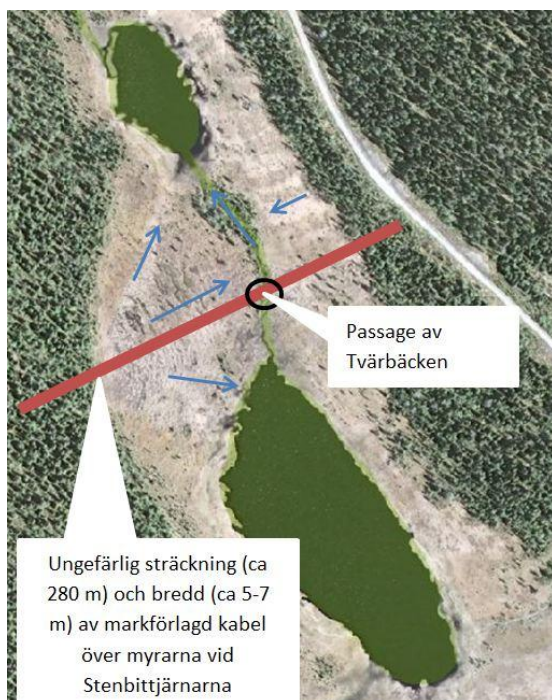 Passage av
Tvärbäcken
Ungefärlig sträckning (ca
280 m) och bredd (ca 5-7
m) av markförlagd kabel
över myrarna vid
Stenbittjärnarna